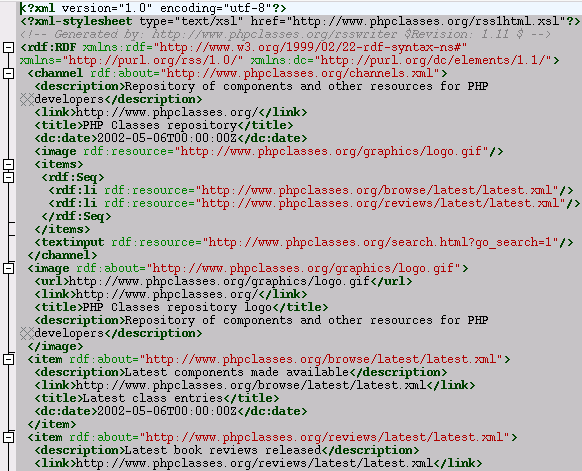 <?xml version="1.0" encoding="utf-8"?>
<?xml-stylesheet type="text/xsl" href="http://www.phpclasses.org/rss1html.xsl"?>
<!-- Generated by: http://www.phpclasses.org/rsswriter $Revision: 1.11 $ -->
<rdf:RDF xmlns:rdf="http://www.w3.org/1999/02/22-rdf-syntax-ns#"
xmlns="http://purl.org/rss/1.0/" xmlns:dc="http://purl.org/dc/elements/1.1/">
<channel rdf:about="http://www.phpclasses.org/channels.xml">
<description>Repository of components and other resources for PHP
developers</description>
<link>http://www.phpclasses.org/</link>
<title>PHP Classes repository</title>
<dc:date>2002-05-06T00:00:00Z</dc:date>
<image rdf:resource="http://www.phpclasses.org/graphics/logo.gif"/>
<items>
<rdf:Seq>
<rdf:li rdf:resource="http://www.phpclasses.org/browse/latest/latest.xml"/>
<rdf:li rdf:resource="http://www.phpclasses.org/reviews/latest/latest.xml"/>
</rdf:Seq>
</items>
<textinput rdf:resource="http://www.phpclasses.org/search.html?go_search=1"/>
</channel>
<image rdf:about="http://www.phpclasses.org/graphics/logo.gif">
<url>http://www.phpclasses.org/graphics/logo.gif</url>
<link>http://www.phpclasses.org/</link>
<title>PHP Classes repository logo</title>
<description>Repository of components and other resources for PHP
developers</description>
</image>
<item rdf:about="http://www.phpclasses.org/browse/latest/latest.xml">
<description>Latest components made available</description>
<link>http://www.phpclasses.org/browse/latest/latest.xml</link>
<title>Latest class entries</title>
<dc:date>2002-05-06T00:00:00Z</dc:date>
</item>
<item rdf:about="http://www.phpclasses.org/reviews/latest/latest.xml">
<description>Latest book reviews released</description>
<link>http://www.phpclasses.org/reviews/latest/latest.xml</link>